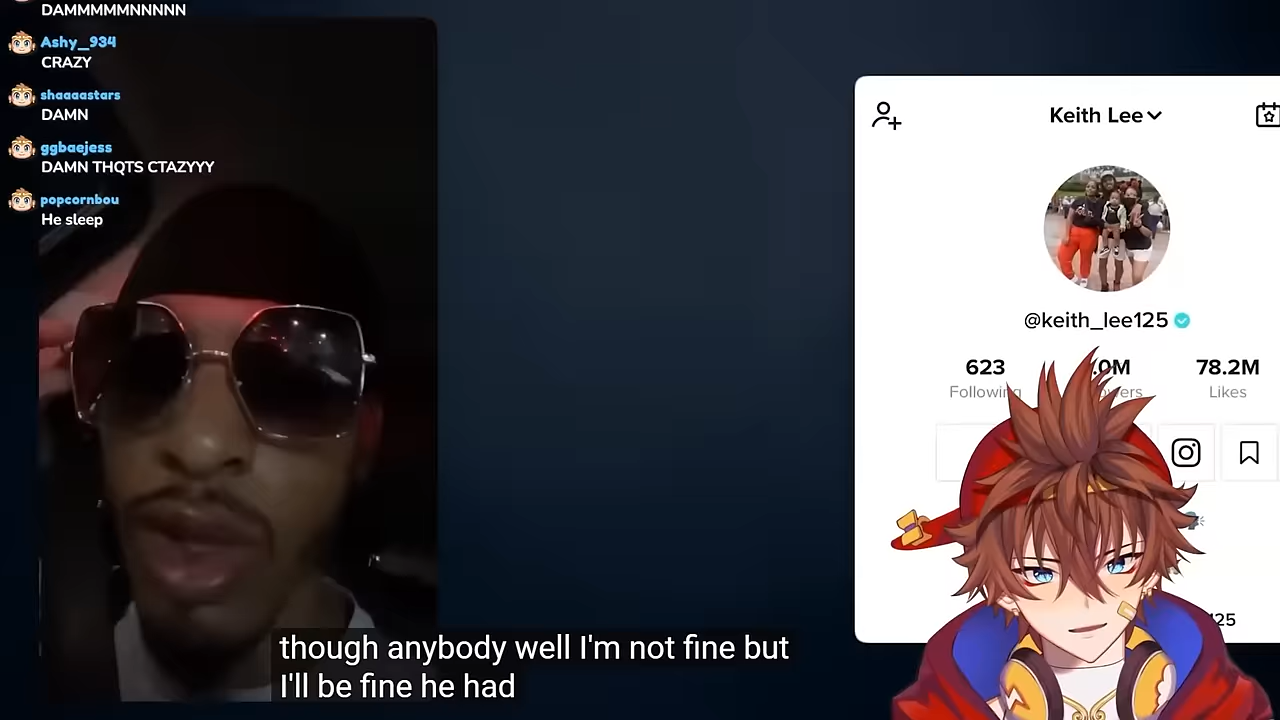 DAMMMMMNNNNN
Ashy_934
CRAZY
shaaaastars
DAMN
ggbaejess
DAMN THQTS CTAZYYY
popcornbou
He sleep
Keith Lee
@keith_lee125
623
.0M
78.2M
Following
Likes
though anybody well I'm not fine but
I'll be fine he had